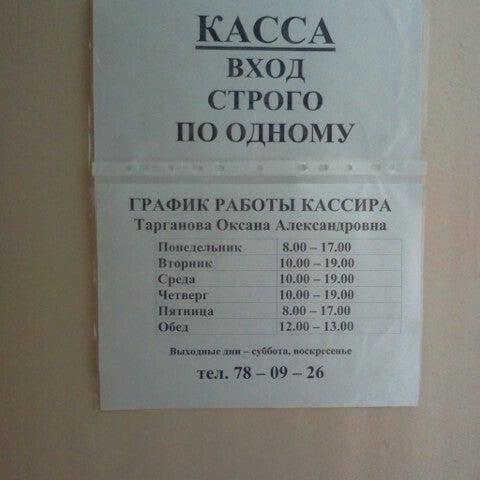 КАССА
ВХОД
СТРОГО
ПО ОДНОМУ
ГРАФИК РАБОТЫ КАССИРА
Тарганова Оксана Александровна
Понедельник 8.00 – 17.00
Вторник 10.00 – 19.00
Среда 10.00 – 19.00
Четверг 10.00 – 19.00
Пятница 8.00 – 17.00
Обед 12.00 – 13.00
Выходные дни – суббота, воскресенье
тел. 78 – 09 – 26